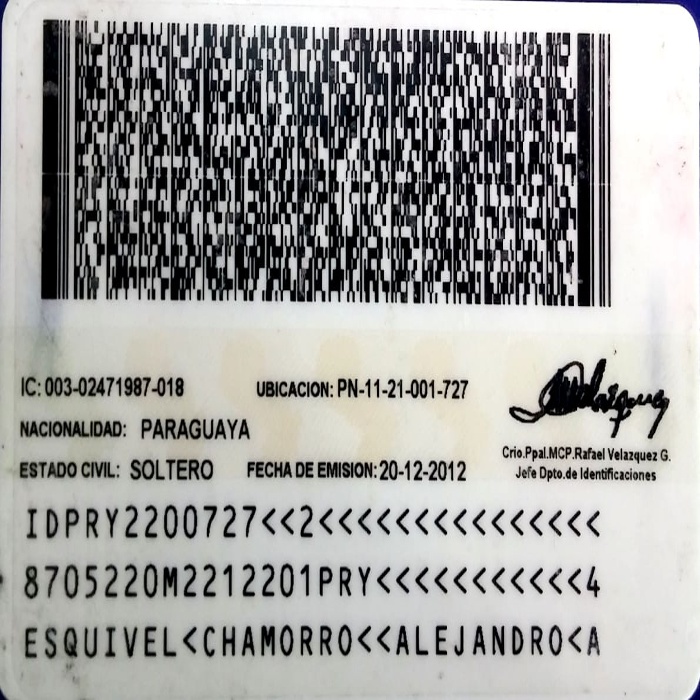 IC: 003-02471987-018 UBICACION: PN-11-21-001-727
NACIONALIDAD: PARAGUAYA
Crio.Ppal.MCP.Rafael Velazquez G.
ESTADO CIVIL: SOLTERO FECHA DE EMISION: 20-12-2012
Jefe Dpto.de Identificaciones
IDPRY2200727<<2<<<<<<<<<<<<<<<
8705220M2212201PRY<<<<<<<<<<<4
ESQUIVEL<CHAMORRO<<ALEJANDRO<A